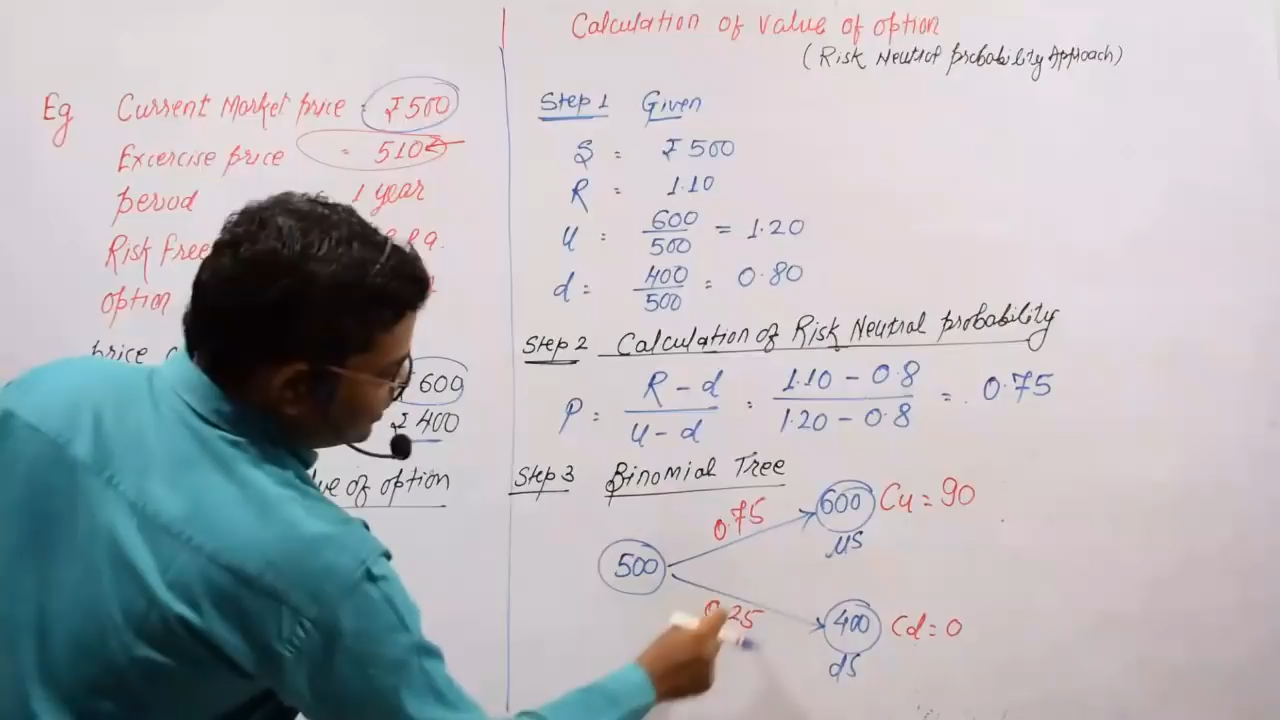 Calculation of value of option
(Risk Neutral probability Approach)
Eg Current Market price = ₹500
Excercise price = 510
period 1 year
Risk Free
option
price
600
₹400
of option
Step 1 Given
S = ₹500
R = 1.10
u = 600/500 = 1.20
d = 400/500 = 0.80
Step 2 Calculation of Risk Neutral probability
P = R - d / u - d = 1.10 - 0.8 / 1.20 - 0.8 = 0.75
Step 3 Binomial Tree
0.75 600 Cu = 90
uS
500
0.25 400 Cd = 0
dS